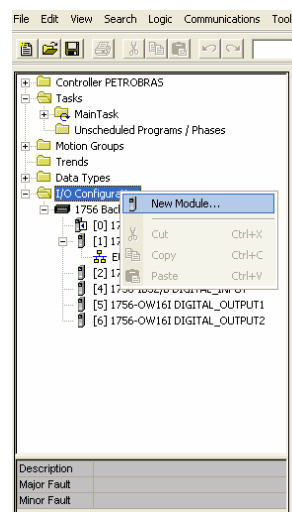 File Edit View Search Logic Communications Tool
Controller PETROBRAS
Tasks
MainTask
Unscheduled Programs / Phases
Motion Groups
Trends
Data Types
I/O Configura
New Module...
1756 Bac
[0] 17
Cut Ctrl+X
[1] 17
Copy Ctrl+C
[2] 17
Paste Ctrl+V
[4] 1756-IB32/B DIGITAL_INPUT
[5] 1756-OW16I DIGITAL_OUTPUT1
[6] 1756-OW16I DIGITAL_OUTPUT2
Description
Major Fault
Minor Fault